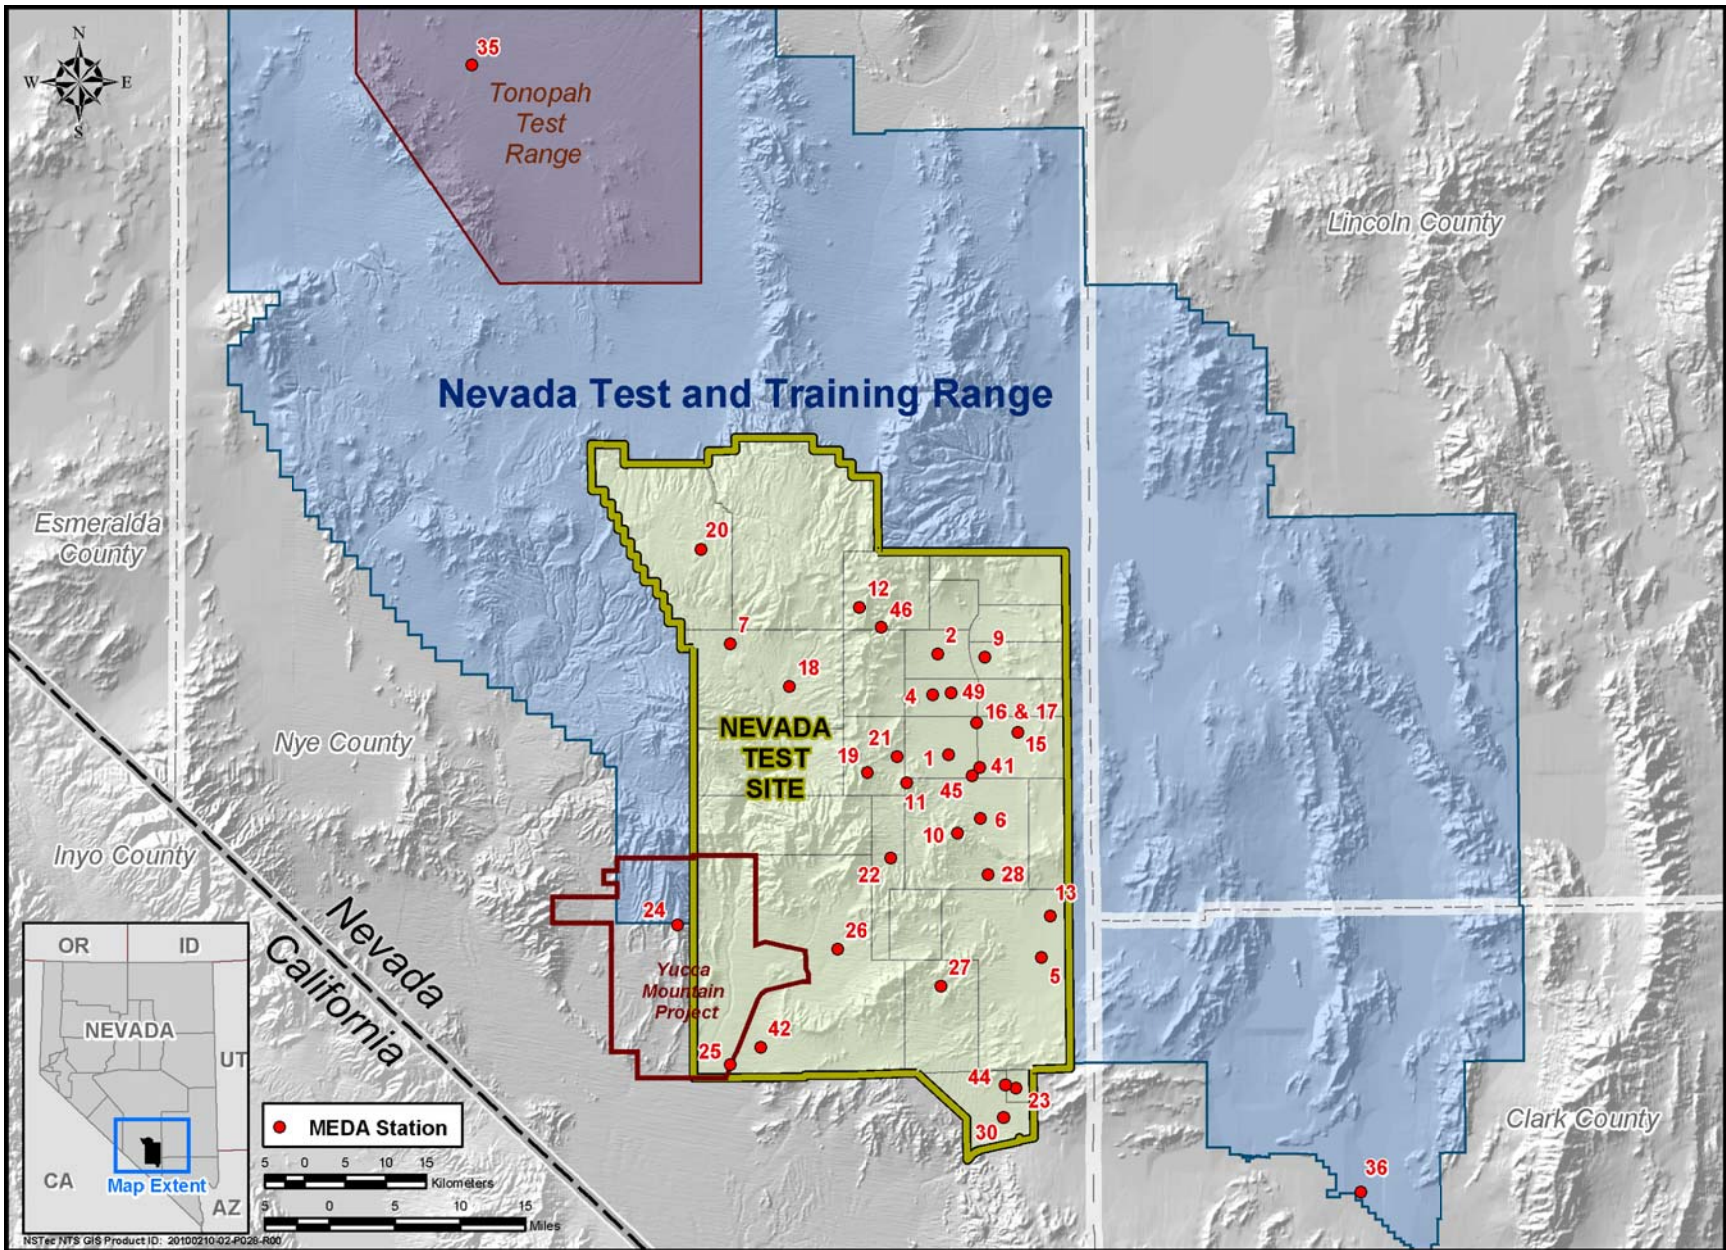 N
W
E
S
35
Tonopah
Test
Range
Lincoln County
Nevada Test and Training Range
Esmeralda
County
20
12
46
7
2
9
18
4
49
16 & 17
15
NEVADA
TEST
SITE
Nye County
21
19
1
41
45
11
6
10
Inyo County
22
28
13
24
26
5
27
Yucca
Mountain
Project
Nevada
California
42
25
44
23
30
Clark County
36
OR
ID
NEVADA
UT
CA
AZ
Map Extent
MEDA Station
5 0 5 10 15
Kilometers
5 0 5 10 15
Miles
NSTec NTS GIS Product ID: 20100210-02-P028-R00